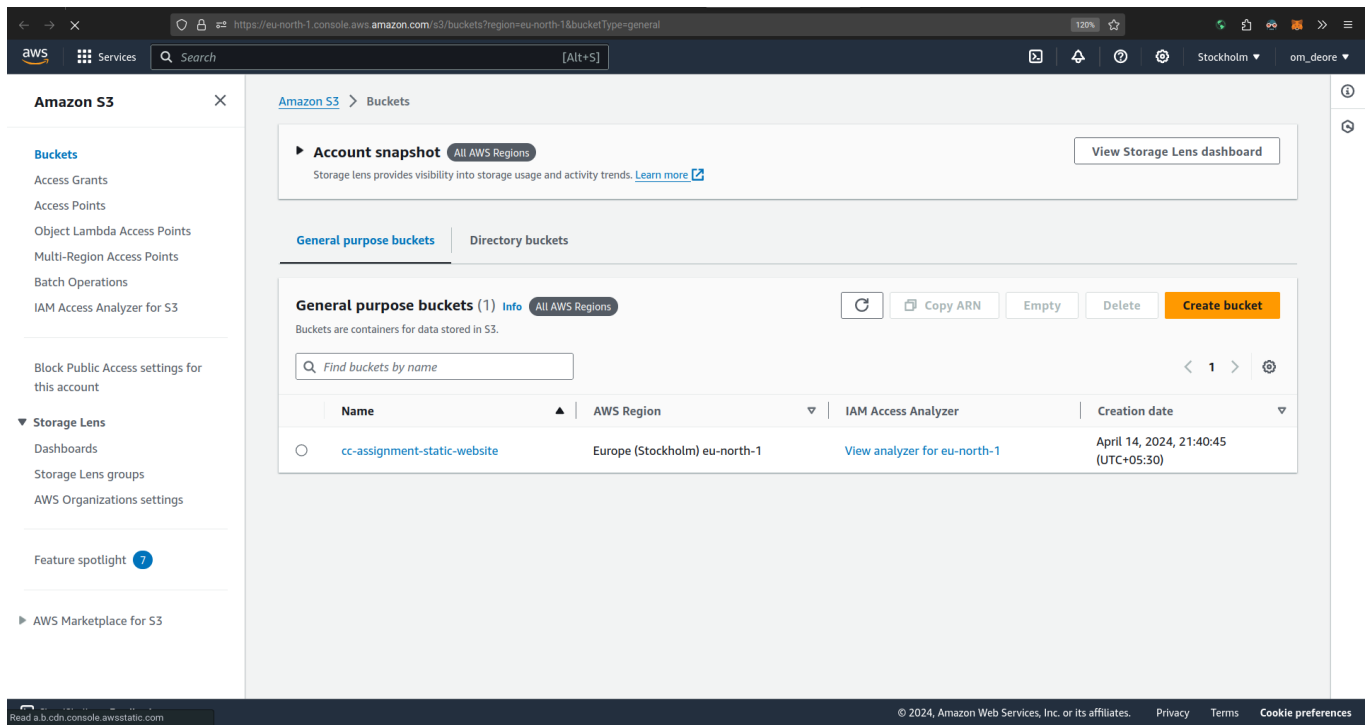 https://eu-north-1.console.aws.amazon.com/s3/buckets?region=eu-north-1&bucketType=general
120%
aws
Services
Search
[Alt+S]
Stockholm
om_deore
Amazon S3
Buckets
Access Grants
Access Points
Object Lambda Access Points
Multi-Region Access Points
Batch Operations
IAM Access Analyzer for S3
Block Public Access settings for
this account
Storage Lens
Dashboards
Storage Lens groups
AWS Organizations settings
Feature spotlight 7
AWS Marketplace for S3
Amazon S3 > Buckets
Account snapshot All AWS Regions
View Storage Lens dashboard
Storage lens provides visibility into storage usage and activity trends. Learn more
General purpose buckets
Directory buckets
General purpose buckets (1) Info All AWS Regions
Buckets are containers for data stored in S3.
Copy ARN
Empty
Delete
Create bucket
Find buckets by name
1
Name
AWS Region
IAM Access Analyzer
Creation date
cc-assignment-static-website
Europe (Stockholm) eu-north-1
View analyzer for eu-north-1
April 14, 2024, 21:40:45
(UTC+05:30)
Read a.b.cdn.console.awsstatic.com
© 2024, Amazon Web Services, Inc. or its affiliates.
Privacy
Terms
Cookie preferences